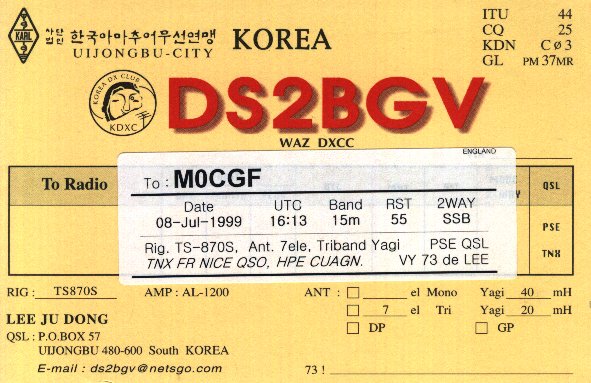 KARL
사단
법인 한국아마추어무선연맹 KOREA
UIJONGBU-CITY
ITU 44
CQ 25
KDN CØ3
GL PM 37MR
KOREA DX CLUB
KDXC
DS2BGV
WAZ DXCC
ENGLAND
To Radio
To : M0CGF
QSL
Date UTC Band RST 2WAY
08-Jul-1999 16:13 15m 55 SSB
PSE
Rig. TS-870S, Ant. 7ele, Triband Yagi PSE QSL
TNX FR NICE QSO, HPE CUAGN. VY 73 de LEE
TNX
RIG : TS870S AMP : AL-1200 ANT : □ el Mono Yagi 40 mH
□ 7 el Tri Yagi 20 mH
□ DP □ GP
LEE JU DONG
QSL : P.O.BOX 57
UIJONGBU 480-600 South KOREA
E-mail : ds2bgv@netsgo.com
73 !